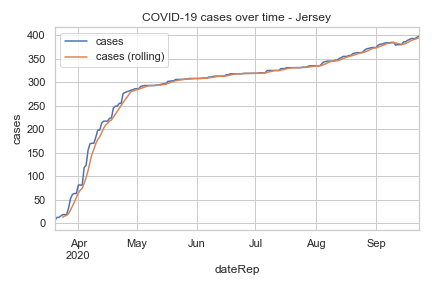 COVID-19 cases over time - Jersey
400
350
300
250
200
150
100
50
0
cases
cases
cases (rolling)
Apr
2020
May
Jun
Jul
Aug
Sep
dateRep